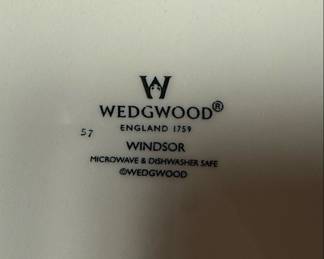 W
WEDGWOOD®
ENGLAND 1759
57
WINDSOR
MICROWAVE & DISHWASHER SAFE
©WEDGWOOD